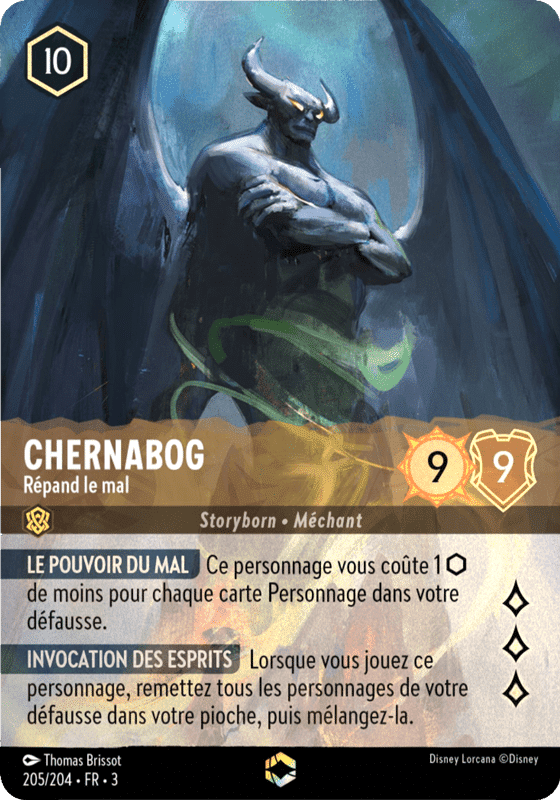 10
CHERNABOG
Répand le mal
9
9
Storyborn • Méchant
LE POUVOIR DU MAL Ce personnage vous coûte 1
de moins pour chaque carte Personnage dans votre
défausse.
INVOCATION DES ESPRITS Lorsque vous jouez ce
personnage, remettez tous les personnages de votre
défausse dans votre pioche, puis mélangez-la.
Thomas Brissot
Disney Lorcana ©Disney
205/204 • FR • 3